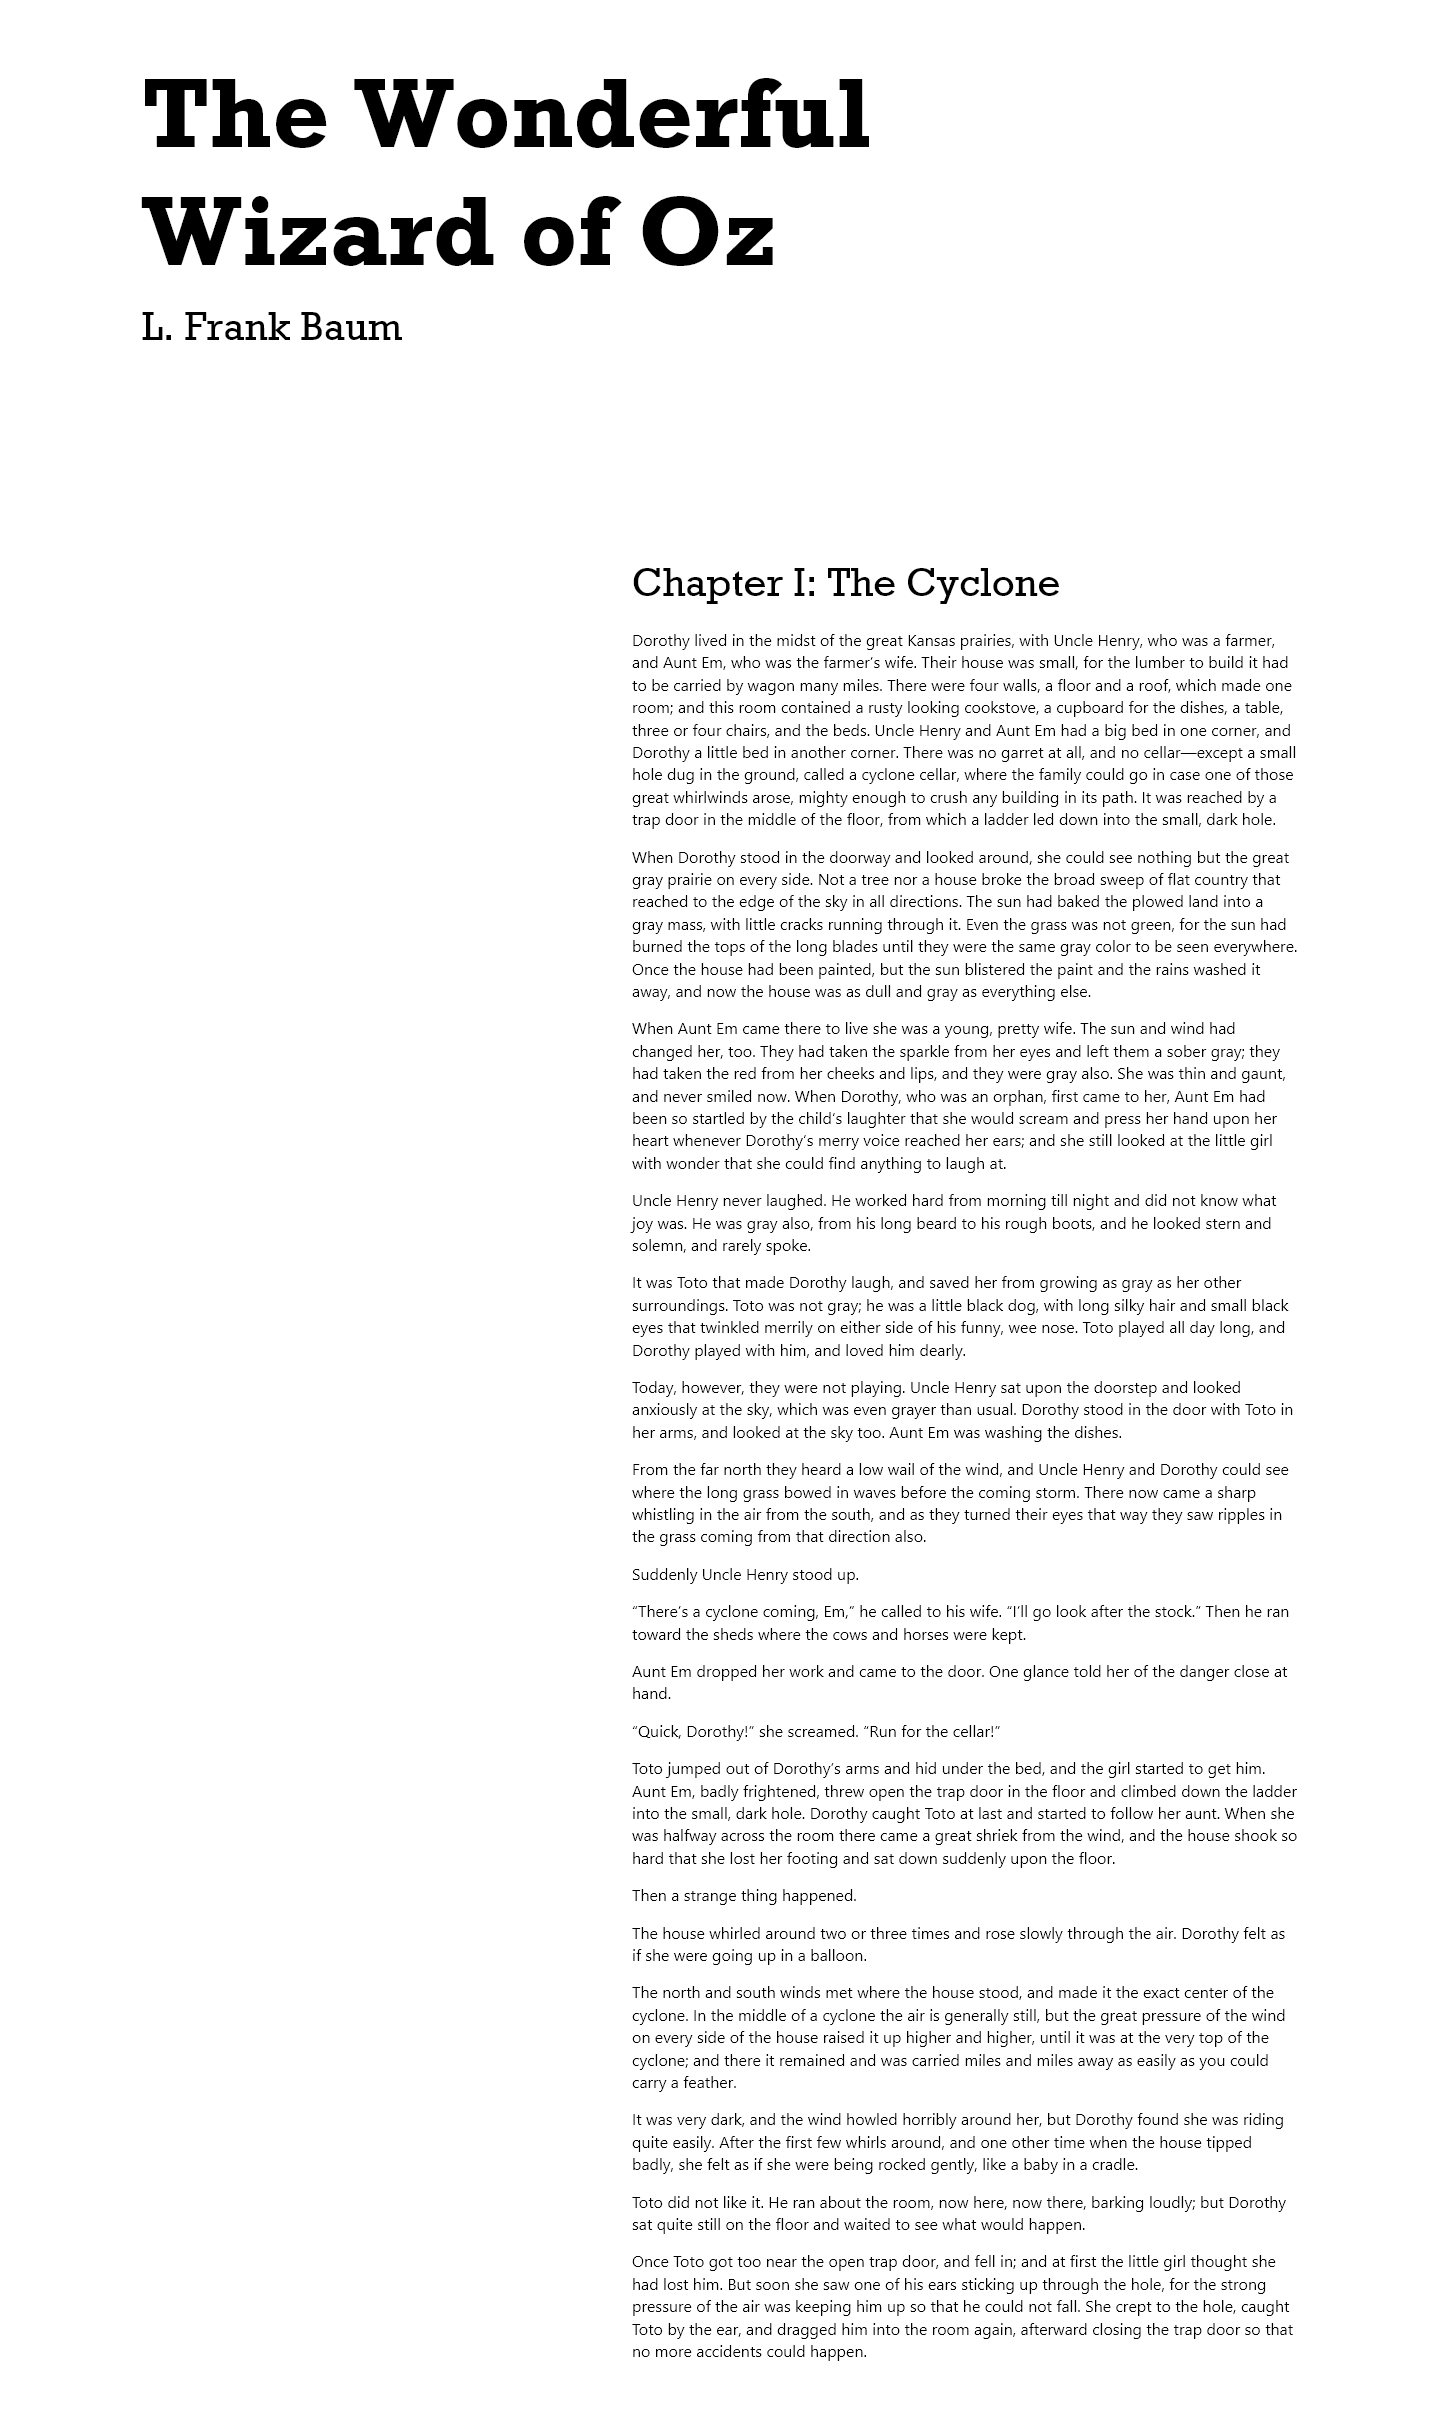 The Wonderful
Wizard of Oz
L. Frank Baum
Chapter I: The Cyclone
Dorothy lived in the midst of the great Kansas prairies, with Uncle Henry, who was a farmer,
and Aunt Em, who was the farmer’s wife. Their house was small, for the lumber to build it had
to be carried by wagon many miles. There were four walls, a floor and a roof, which made one
room; and this room contained a rusty looking cookstove, a cupboard for the dishes, a table,
three or four chairs, and the beds. Uncle Henry and Aunt Em had a big bed in one corner, and
Dorothy a little bed in another corner. There was no garret at all, and no cellar—except a small
hole dug in the ground, called a cyclone cellar, where the family could go in case one of those
great whirlwinds arose, mighty enough to crush any building in its path. It was reached by a
trap door in the middle of the floor, from which a ladder led down into the small, dark hole.
When Dorothy stood in the doorway and looked around, she could see nothing but the great
gray prairie on every side. Not a tree nor a house broke the broad sweep of flat country that
reached to the edge of the sky in all directions. The sun had baked the plowed land into a
gray mass, with little cracks running through it. Even the grass was not green, for the sun had
burned the tops of the long blades until they were the same gray color to be seen everywhere.
Once the house had been painted, but the sun blistered the paint and the rains washed it
away, and now the house was as dull and gray as everything else.
When Aunt Em came there to live she was a young, pretty wife. The sun and wind had
changed her, too. They had taken the sparkle from her eyes and left them a sober gray; they
had taken the red from her cheeks and lips, and they were gray also. She was thin and gaunt,
and never smiled now. When Dorothy, who was an orphan, first came to her, Aunt Em had
been so startled by the child’s laughter that she would scream and press her hand upon her
heart whenever Dorothy’s merry voice reached her ears; and she still looked at the little girl
with wonder that she could find anything to laugh at.
Uncle Henry never laughed. He worked hard from morning till night and did not know what
joy was. He was gray also, from his long beard to his rough boots, and he looked stern and
solemn, and rarely spoke.
It was Toto that made Dorothy laugh, and saved her from growing as gray as her other
surroundings. Toto was not gray; he was a little black dog, with long silky hair and small black
eyes that twinkled merrily on either side of his funny, wee nose. Toto played all day long, and
Dorothy played with him, and loved him dearly.
Today, however, they were not playing. Uncle Henry sat upon the doorstep and looked
anxiously at the sky, which was even grayer than usual. Dorothy stood in the door with Toto in
her arms, and looked at the sky too. Aunt Em was washing the dishes.
From the far north they heard a low wail of the wind, and Uncle Henry and Dorothy could see
where the long grass bowed in waves before the coming storm. There now came a sharp
whistling in the air from the south, and as they turned their eyes that way they saw ripples in
the grass coming from that direction also.
Suddenly Uncle Henry stood up.
“There’s a cyclone coming, Em,” he called to his wife. “I’ll go look after the stock.” Then he ran
toward the sheds where the cows and horses were kept.
Aunt Em dropped her work and came to the door. One glance told her of the danger close at
hand.
“Quick, Dorothy!” she screamed. “Run for the cellar!”
Toto jumped out of Dorothy’s arms and hid under the bed, and the girl started to get him.
Aunt Em, badly frightened, threw open the trap door in the floor and climbed down the ladder
into the small, dark hole. Dorothy caught Toto at last and started to follow her aunt. When she
was halfway across the room there came a great shriek from the wind, and the house shook so
hard that she lost her footing and sat down suddenly upon the floor.
Then a strange thing happened.
The house whirled around two or three times and rose slowly through the air. Dorothy felt as
if she were going up in a balloon.
The north and south winds met where the house stood, and made it the exact center of the
cyclone. In the middle of a cyclone the air is generally still, but the great pressure of the wind
on every side of the house raised it up higher and higher, until it was at the very top of the
cyclone; and there it remained and was carried miles and miles away as easily as you could
carry a feather.
It was very dark, and the wind howled horribly around her, but Dorothy found she was riding
quite easily. After the first few whirls around, and one other time when the house tipped
badly, she felt as if she were being rocked gently, like a baby in a cradle.
Toto did not like it. He ran about the room, now here, now there, barking loudly; but Dorothy
sat quite still on the floor and waited to see what would happen.
Once Toto got too near the open trap door, and fell in; and at first the little girl thought she
had lost him. But soon she saw one of his ears sticking up through the hole, for the strong
pressure of the air was keeping him up so that he could not fall. She crept to the hole, caught
Toto by the ear, and dragged him into the room again, afterward closing the trap door so that
no more accidents could happen.